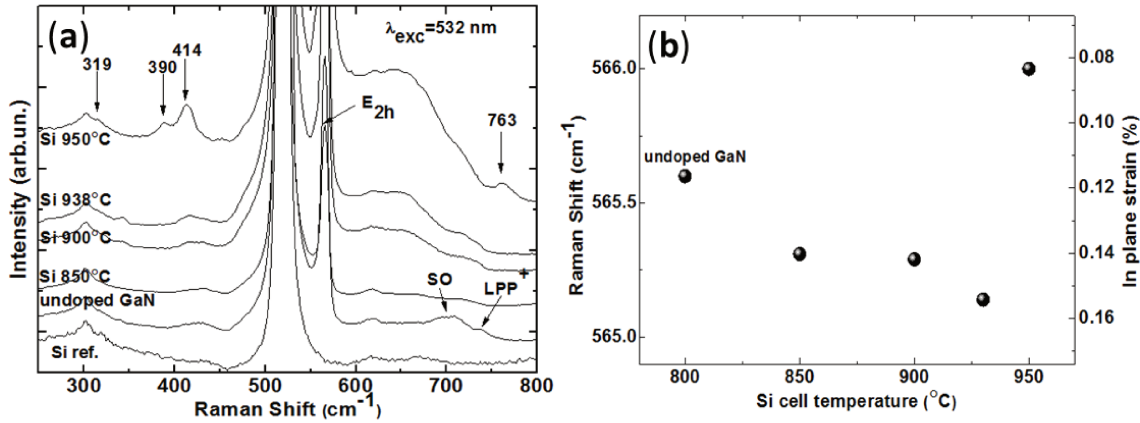 (a)
λexc=532 nm
319
390
414
E2h
763
Si 950°C
Si 938°C
Si 900°C
Si 850°C
undoped GaN
Si ref.
SO
LPP+
Intensity (arb.un.)
300 400 500 600 700 800
Raman Shift (cm-1)
(b)
undoped GaN
566.0
565.5
565.0
Raman Shift (cm-1)
0.08
0.10
0.12
0.14
0.16
In plane strain (%)
800 850 900 950
Si cell temperature (°C)